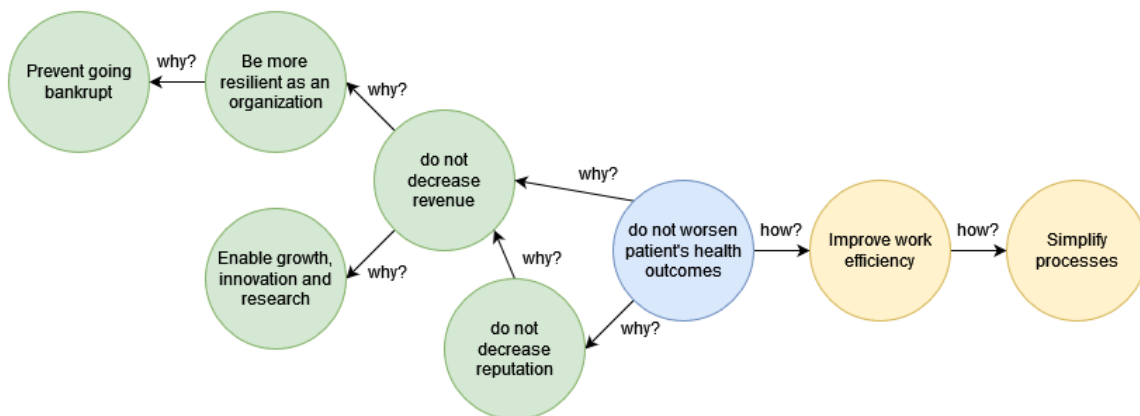 Prevent going
bankrupt
why?
Be more
resilient as an
organization
why?
do not
decrease
revenue
why?
Enable growth,
innovation and
research
why?
why?
do not
decrease
reputation
why?
do not worsen
patient's health
outcomes
how?
Improve work
efficiency
how?
Simplify
processes